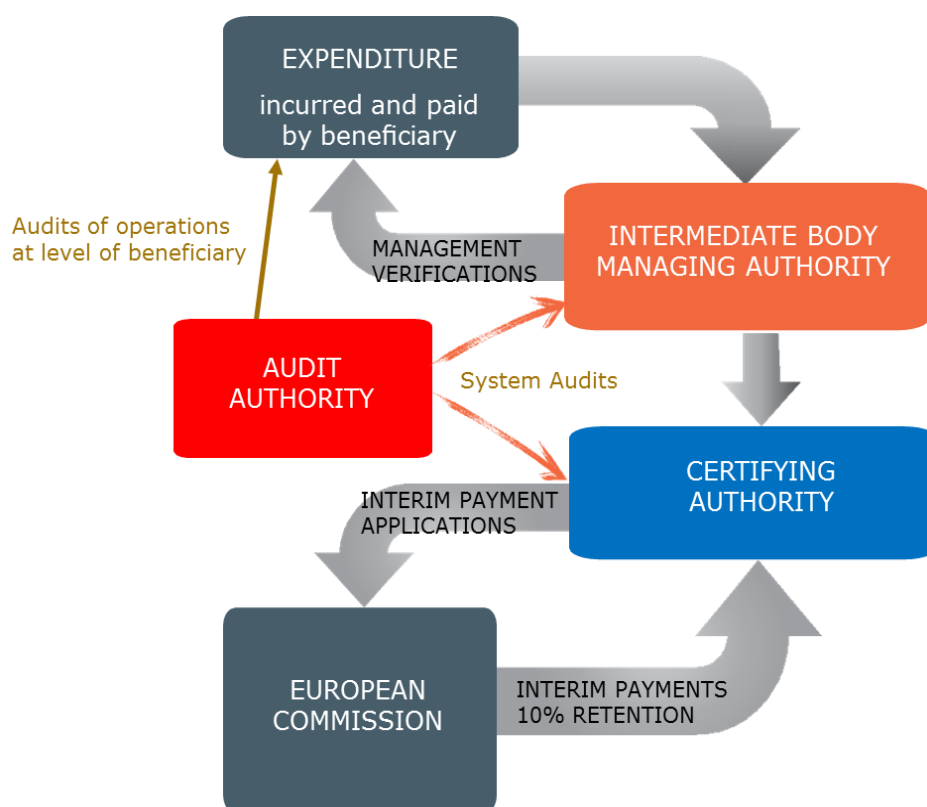 EXPENDITURE
incurred and paid
by beneficiary
Audits of operations
at level of beneficiary
MANAGEMENT
VERIFICATIONS
INTERMEDIATE BODY
MANAGING AUTHORITY
AUDIT
AUTHORITY
System Audits
CERTIFYING
AUTHORITY
INTERIM PAYMENT
APPLICATIONS
EUROPEAN
COMMISSION
INTERIM PAYMENTS
10% RETENTION